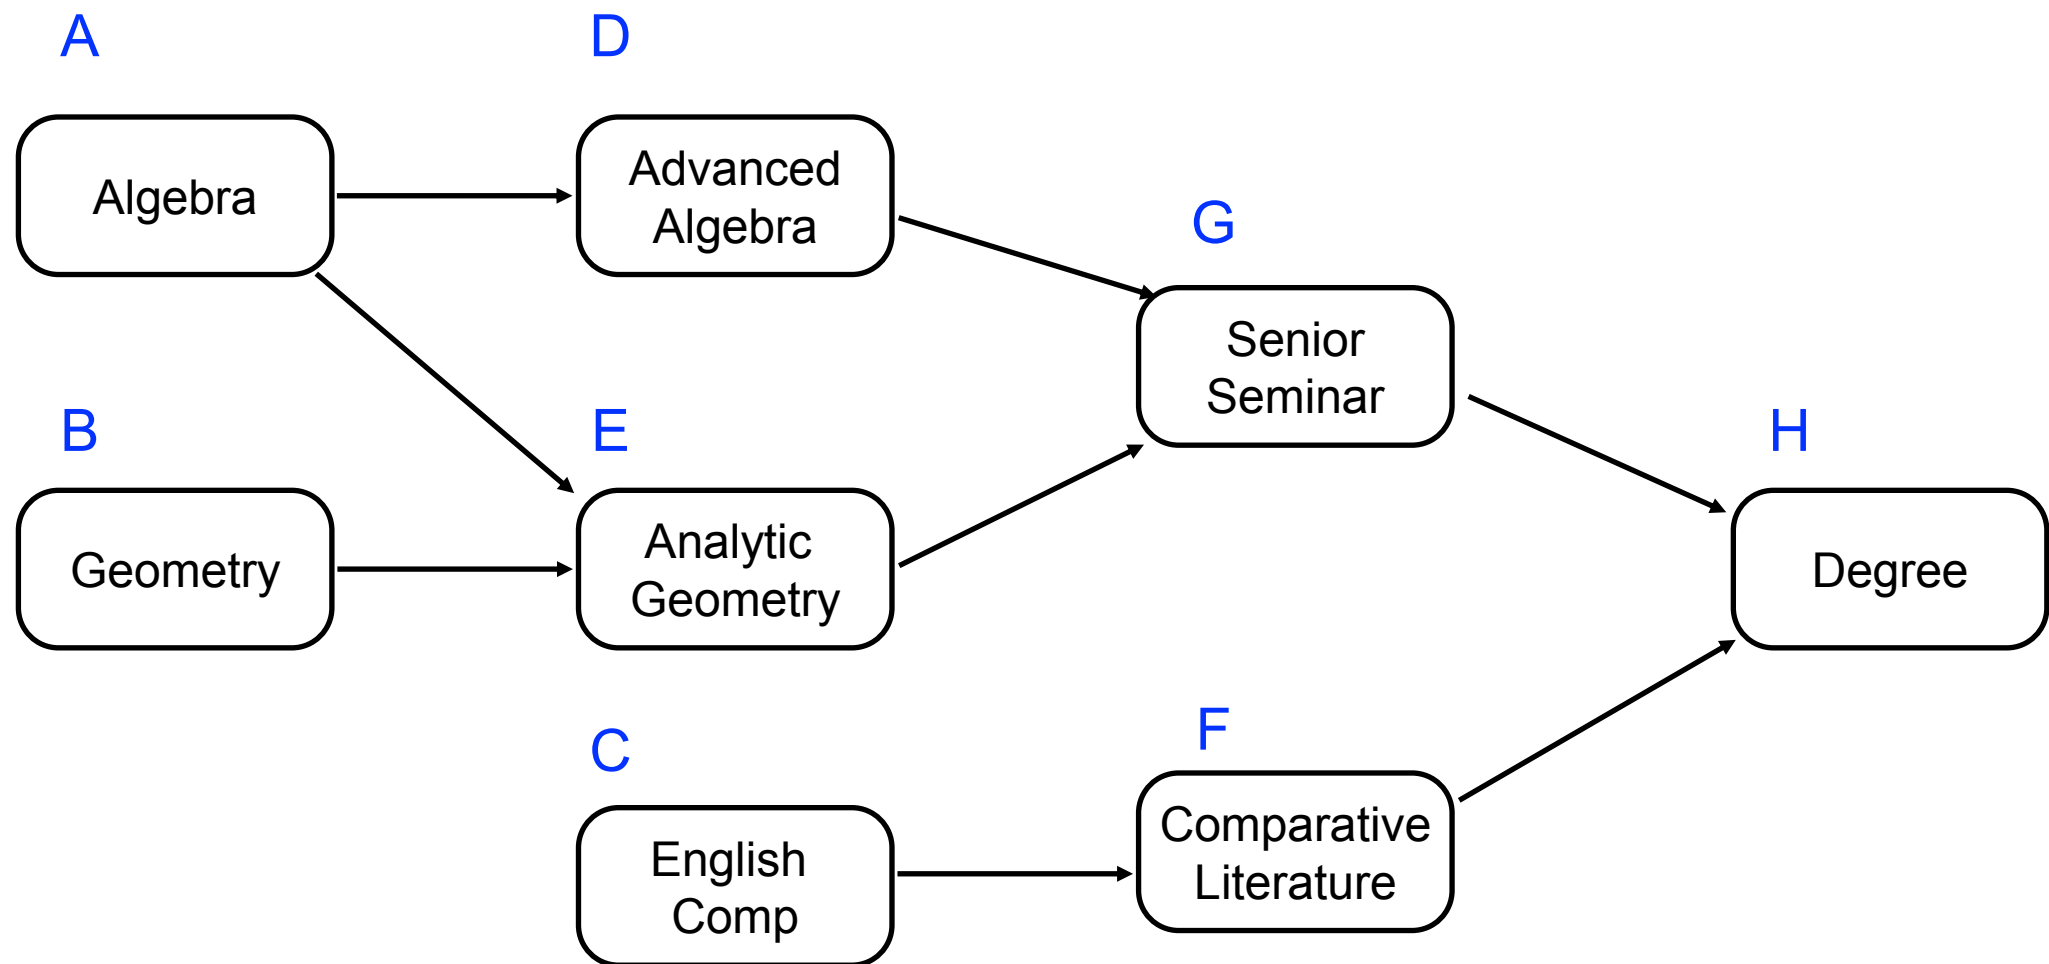 A
D
Algebra
Advanced
Algebra
G
Senior
Seminar
B
E
H
Geometry
Analytic
Geometry
Degree
C
F
English
Comp
Comparative
Literature